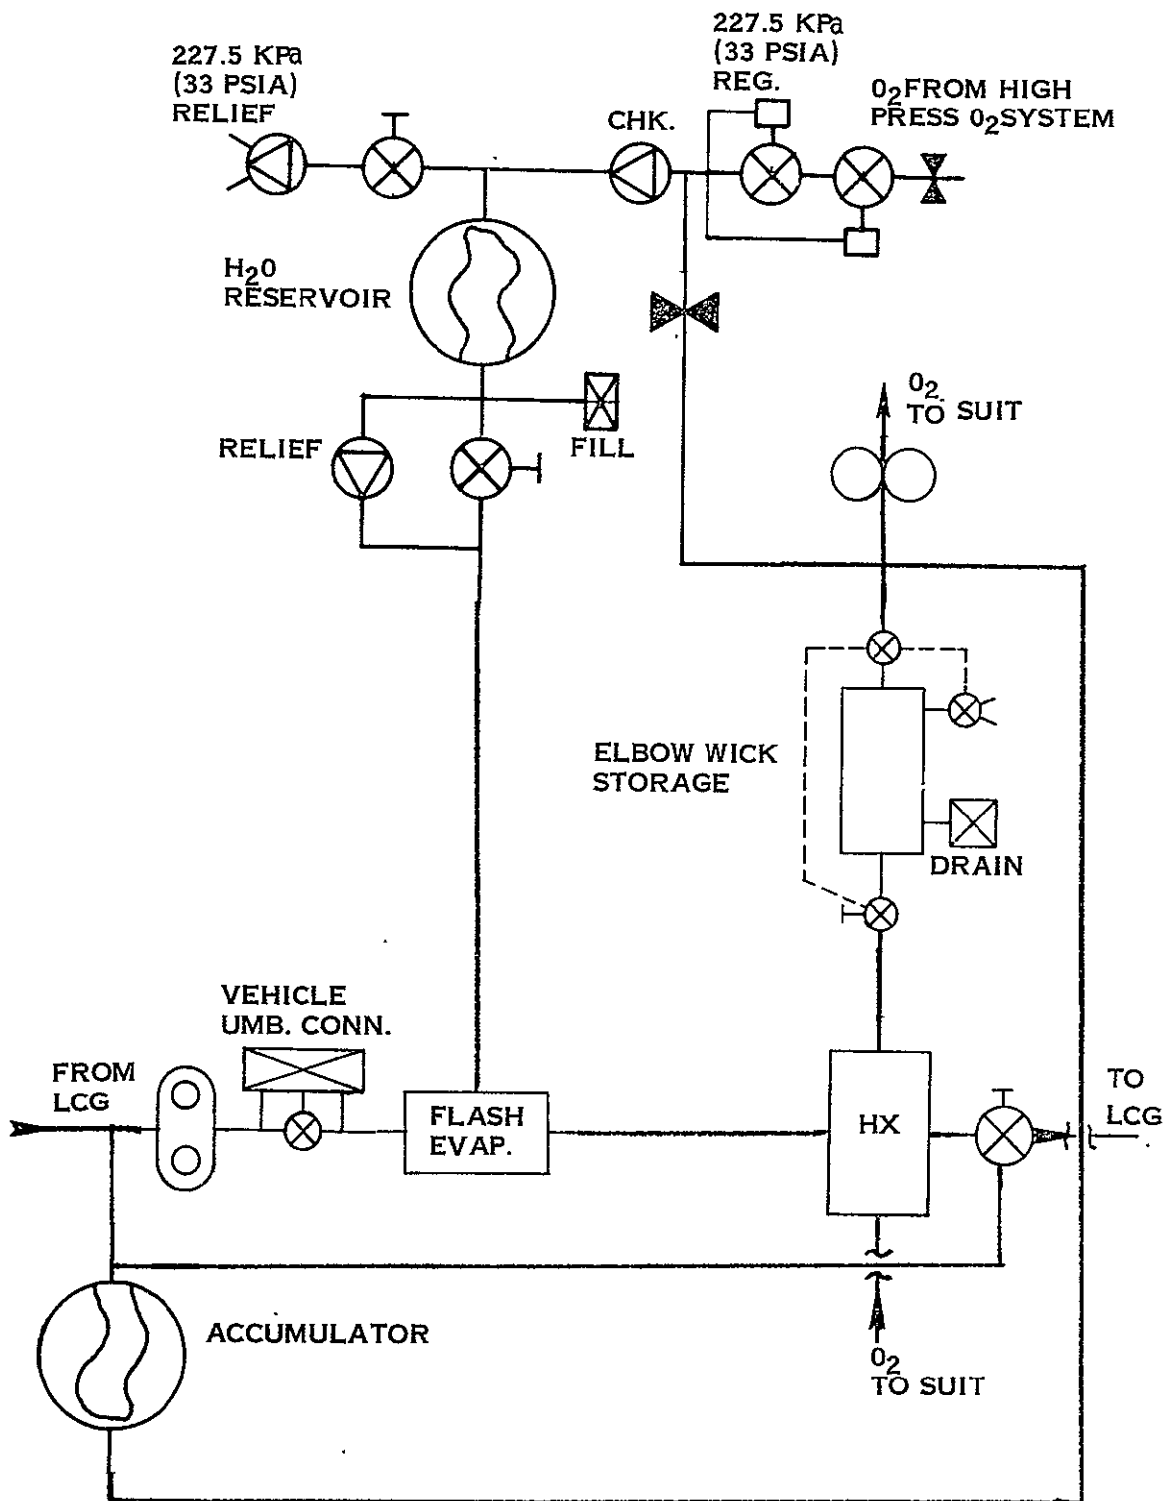 227.5 KPa
(33 PSIA)
RELIEF
227.5 KPa
(33 PSIA)
REG.
CHK.
O₂ FROM HIGH
PRESS O₂ SYSTEM
H₂O
RESERVOIR
RELIEF
FILL
O₂
TO SUIT
ELBOW WICK
STORAGE
DRAIN
VEHICLE
UMB. CONN.
FROM
LCG
FLASH
EVAP.
HX
TO
LCG
ACCUMULATOR
O₂
TO SUIT